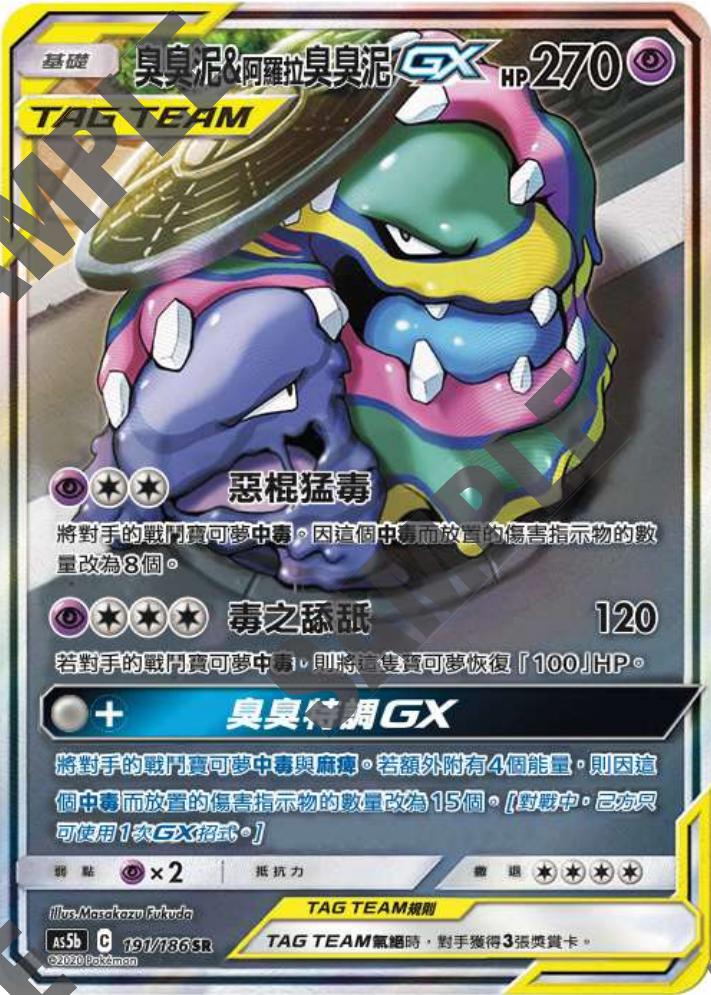 基礎 臭臭泥&阿羅拉臭臭泥GX HP270
TAG TEAM
惡棍猛毒
將對手的戰鬥寶可夢中毒。因這個中毒而放置的傷害指示物的數
量改為8個。
毒之舔舐 120
若對手的戰鬥寶可夢中毒,則將這隻寶可夢恢復「100」HP。
+ 臭臭特調GX
將對手的戰鬥寶可夢中毒與麻痺。若額外附有4個能量,則因這
個中毒而放置的傷害指示物的數量改為15個。[對戰中,己方只
可使用1次GX招式。]
弱點 ×2 抵抗力 撤退
Illus.Masakazu Fukuda
TAG TEAM規則
AS5b C 191/186 SR
TAG TEAM氣絕時,對手獲得3張獎賞卡。
©2020 Pokémon
SAMPLE
SAMPLE